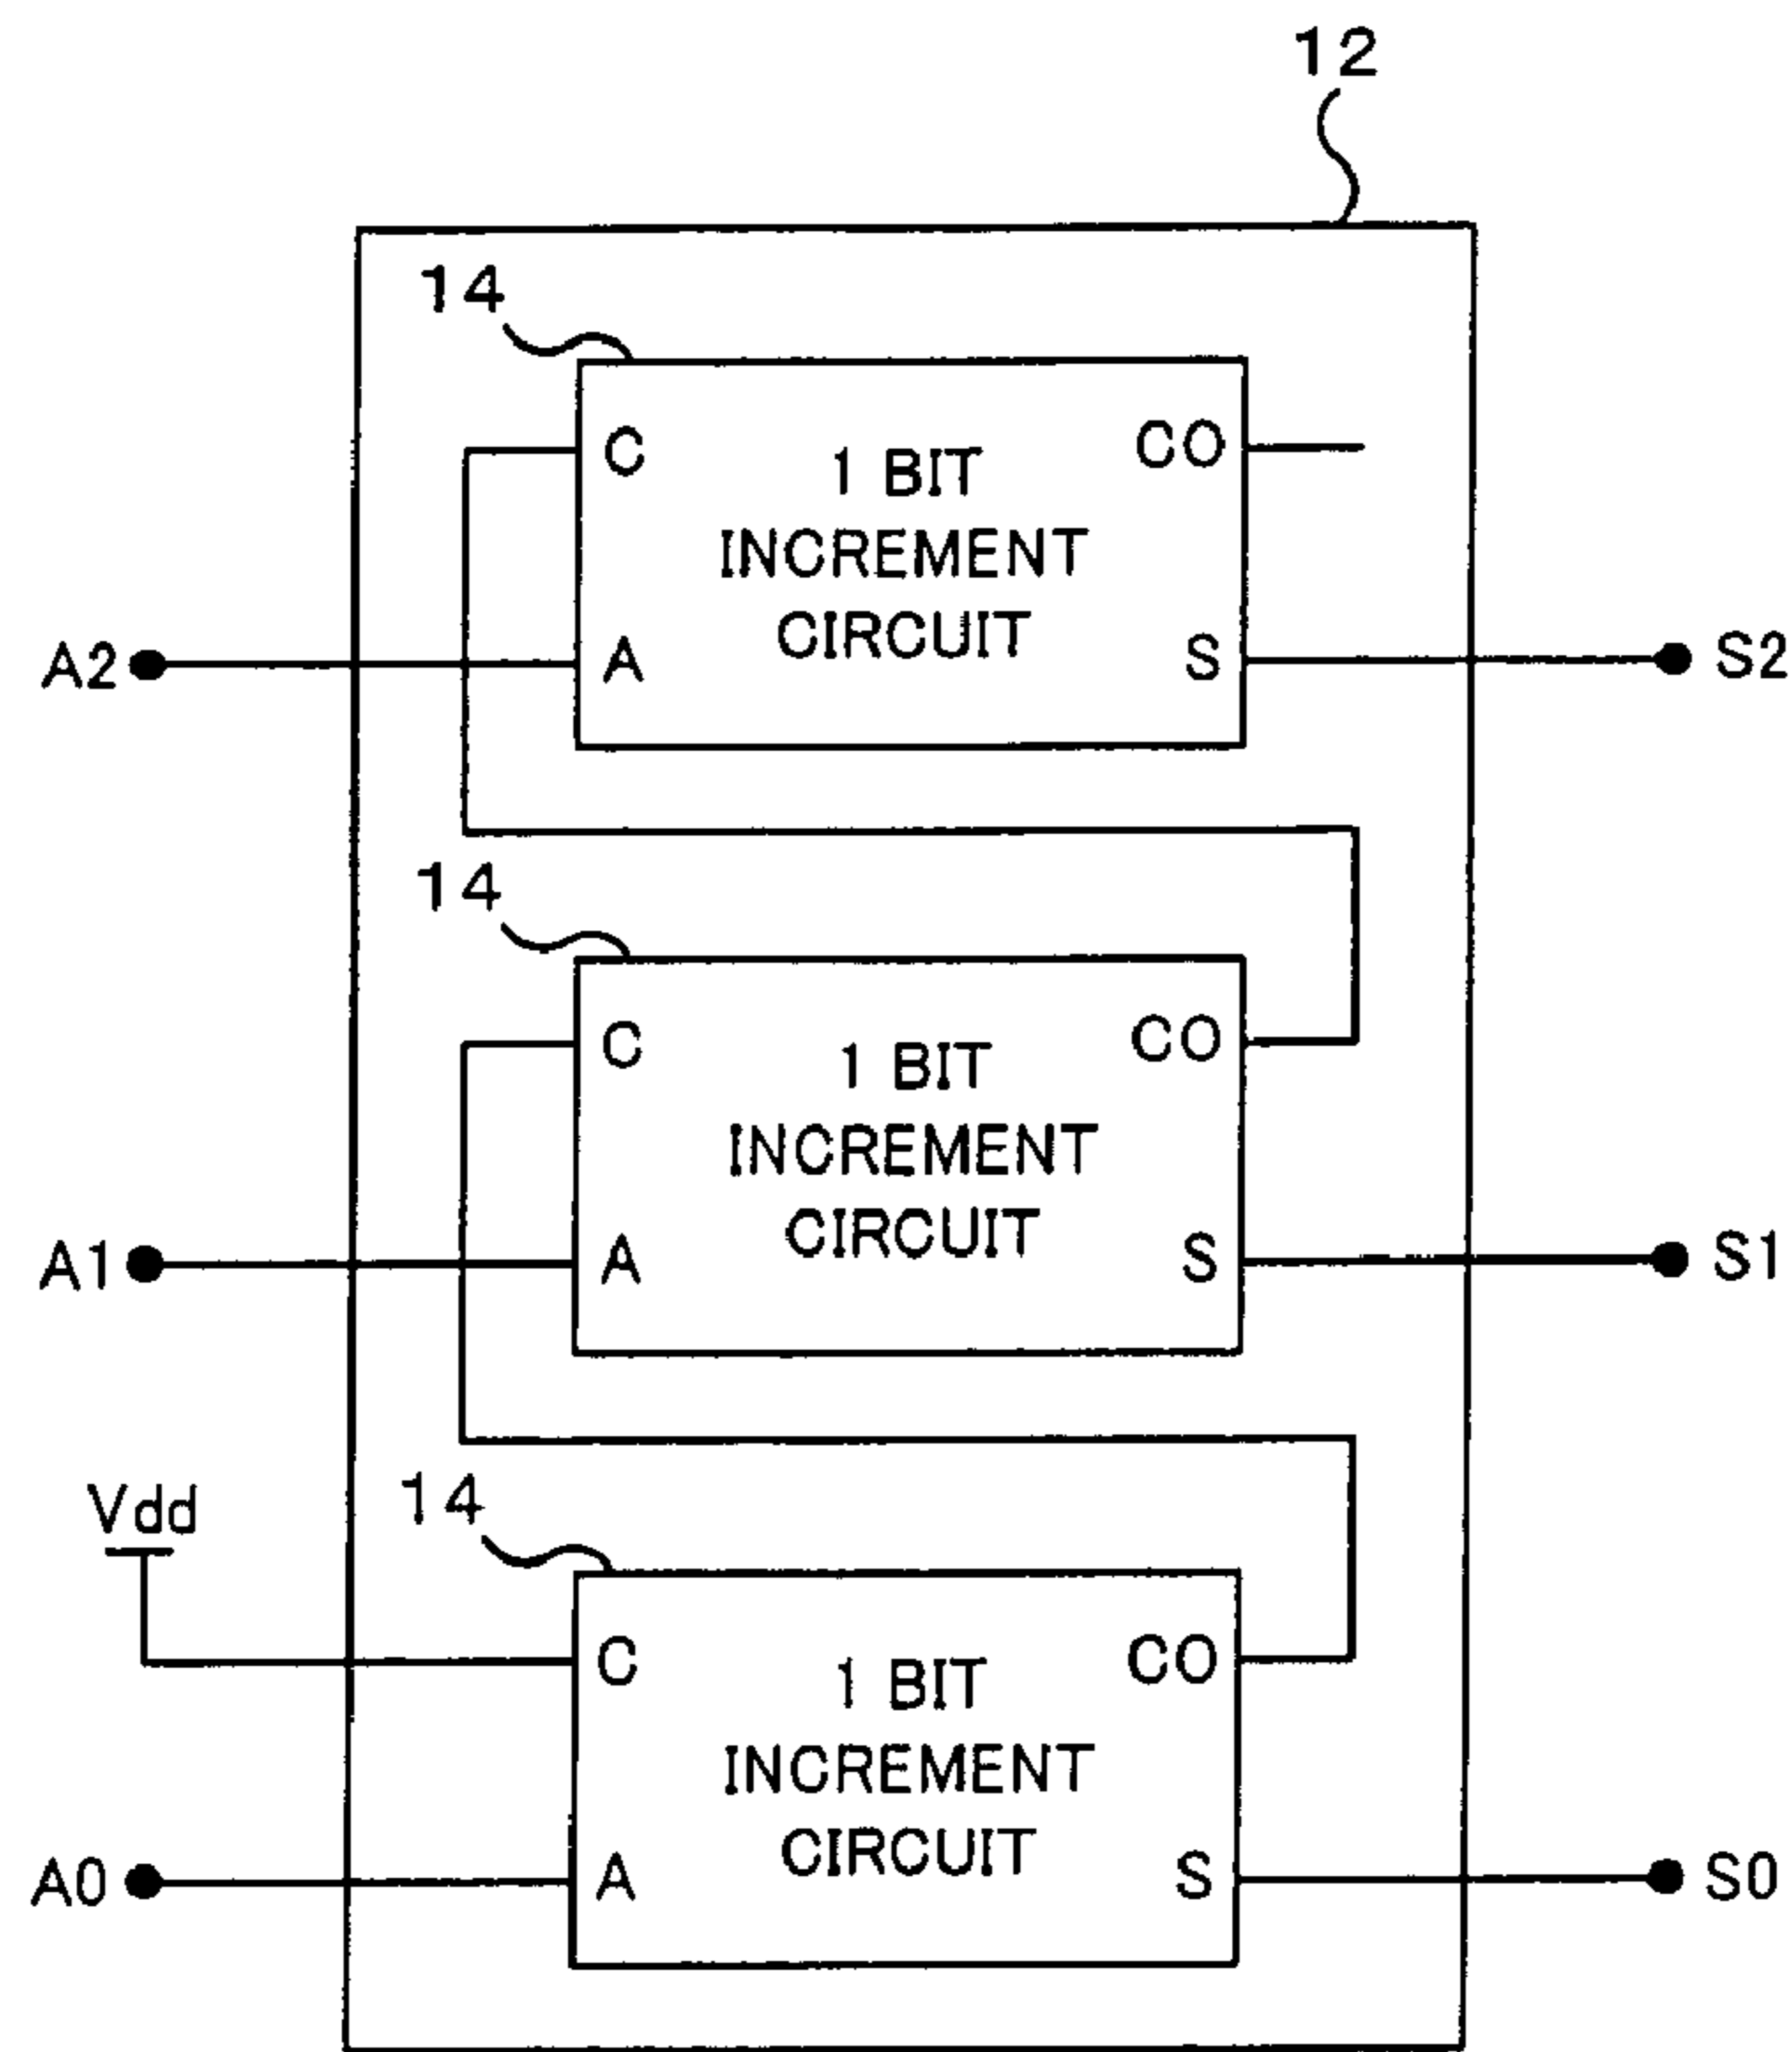 12
14
C
CO
1 BIT
INCREMENT
CIRCUIT
A2
A
S
S2
14
C
CO
1 BIT
INCREMENT
CIRCUIT
A1
A
S
S1
Vdd
14
C
CO
1 BIT
INCREMENT
CIRCUIT
A0
A
S
S0